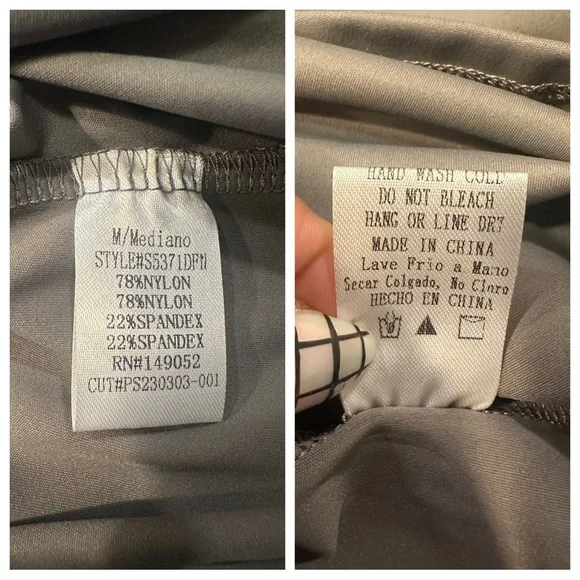 M/Mediano
STYLE#S5371DFN
78%NYLON
78%NYLON
22%SPANDEX
22%SPANDEX
RN#149052
CUT#PS230303-001
HAND WASH COLD
DO NOT BLEACH
HANG OR LINE DRY
MADE IN CHINA
Lave Frio a Mano
Secar Colgado, No Cloro
HECHO EN CHINA